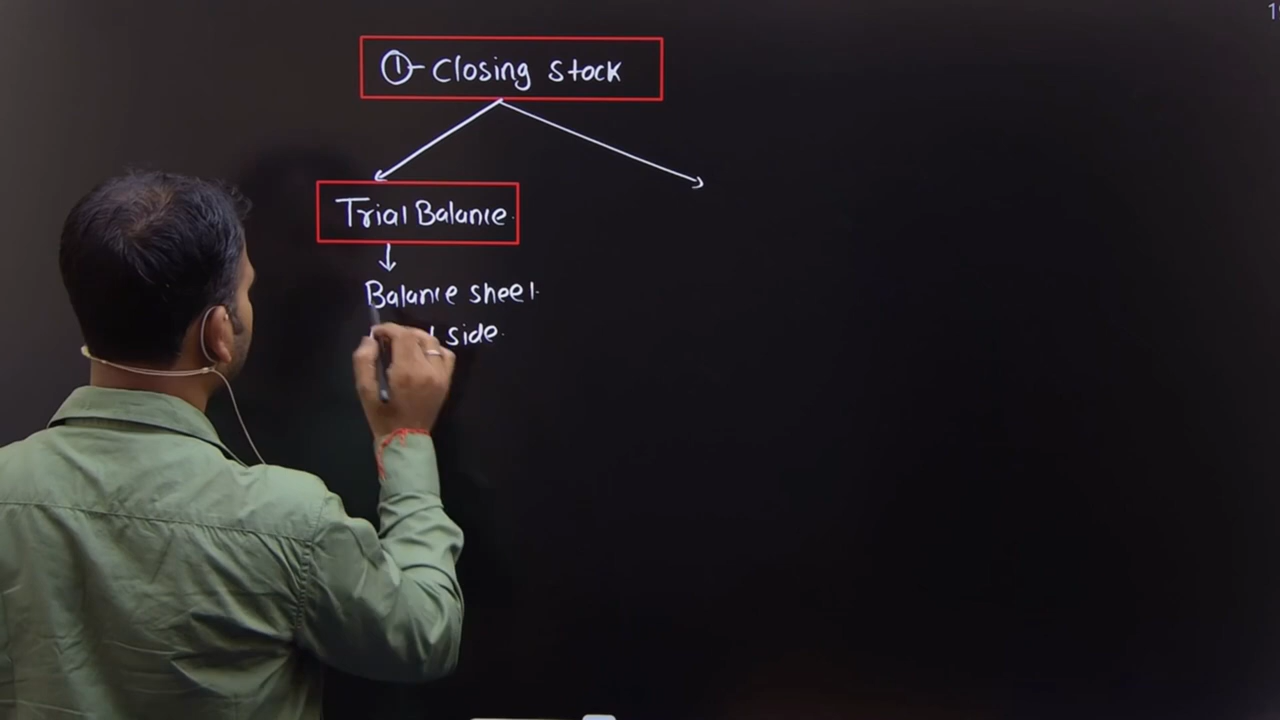 ① - Closing stock
Trial Balance.
Balance sheet.
side.